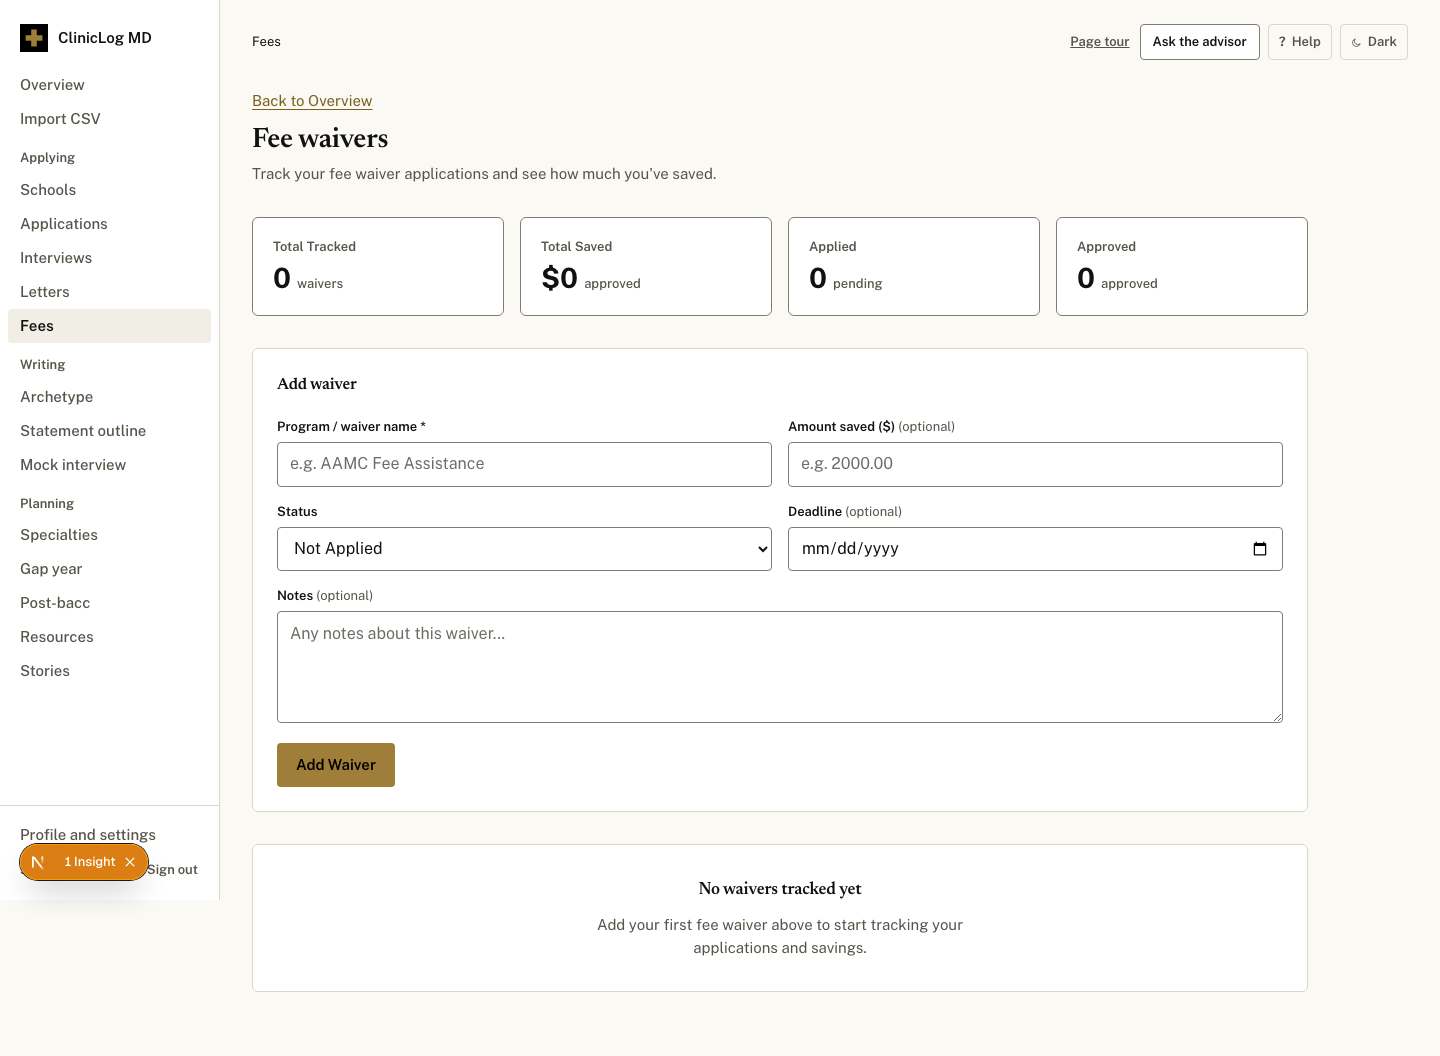 ClinicLog MD
Overview
Import CSV
Applying
Schools
Applications
Interviews
Letters
Fees
Writing
Archetype
Statement outline
Mock interview
Planning
Specialties
Gap year
Post-bacc
Resources
Stories
Profile and settings
1 Insight
Sign out
Fees
Page tour
Ask the advisor
? Help
Dark
Back to Overview
Fee waivers
Track your fee waiver applications and see how much you've saved.
Total Tracked
0 waivers
Total Saved
$0 approved
Applied
0 pending
Approved
0 approved
Add waiver
Program / waiver name *
e.g. AAMC Fee Assistance
Amount saved ($) (optional)
e.g. 2000.00
Status
Not Applied
Deadline (optional)
mm/dd/yyyy
Notes (optional)
Any notes about this waiver...
Add Waiver
No waivers tracked yet
Add your first fee waiver above to start tracking your
applications and savings.